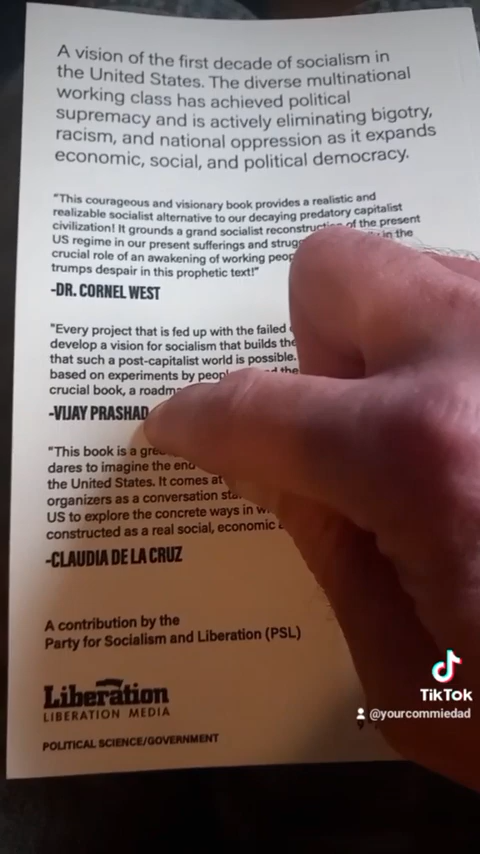 A vision of the first decade of socialism in
the United States. The diverse multinational
working class has achieved political
supremacy and is actively eliminating bigotry,
racism, and national oppression as it expands
economic, social, and political democracy.
"This courageous and visionary book provides a realistic and
realizable socialist alternative to our decaying predatory capitalist
civilization! It grounds a grand socialist reconstruction of the present
US regime in our present sufferings and in the
crucial role of an awakening of working
trumps despair in this prophetic text!"
-DR. CORNEL WEST
"Every project that is fed up with the failed
develop a vision for socialism that builds the
that such a post-capitalist world is possible.
based on experiments by the
crucial book, a
-VIJAY PRASHAD
"This book is a
dares to imagine the end
the United States. It comes at
organizers as a conversation
US to explore the concrete ways in
constructed as a real social, economic
-CLAUDIA DE LA CRUZ
A contribution by the
Party for Socialism and Liberation (PSL)
Liberation
LIBERATION MEDIA
POLITICAL SCIENCE/GOVERNMENT
TikTok
@yourcommiedad